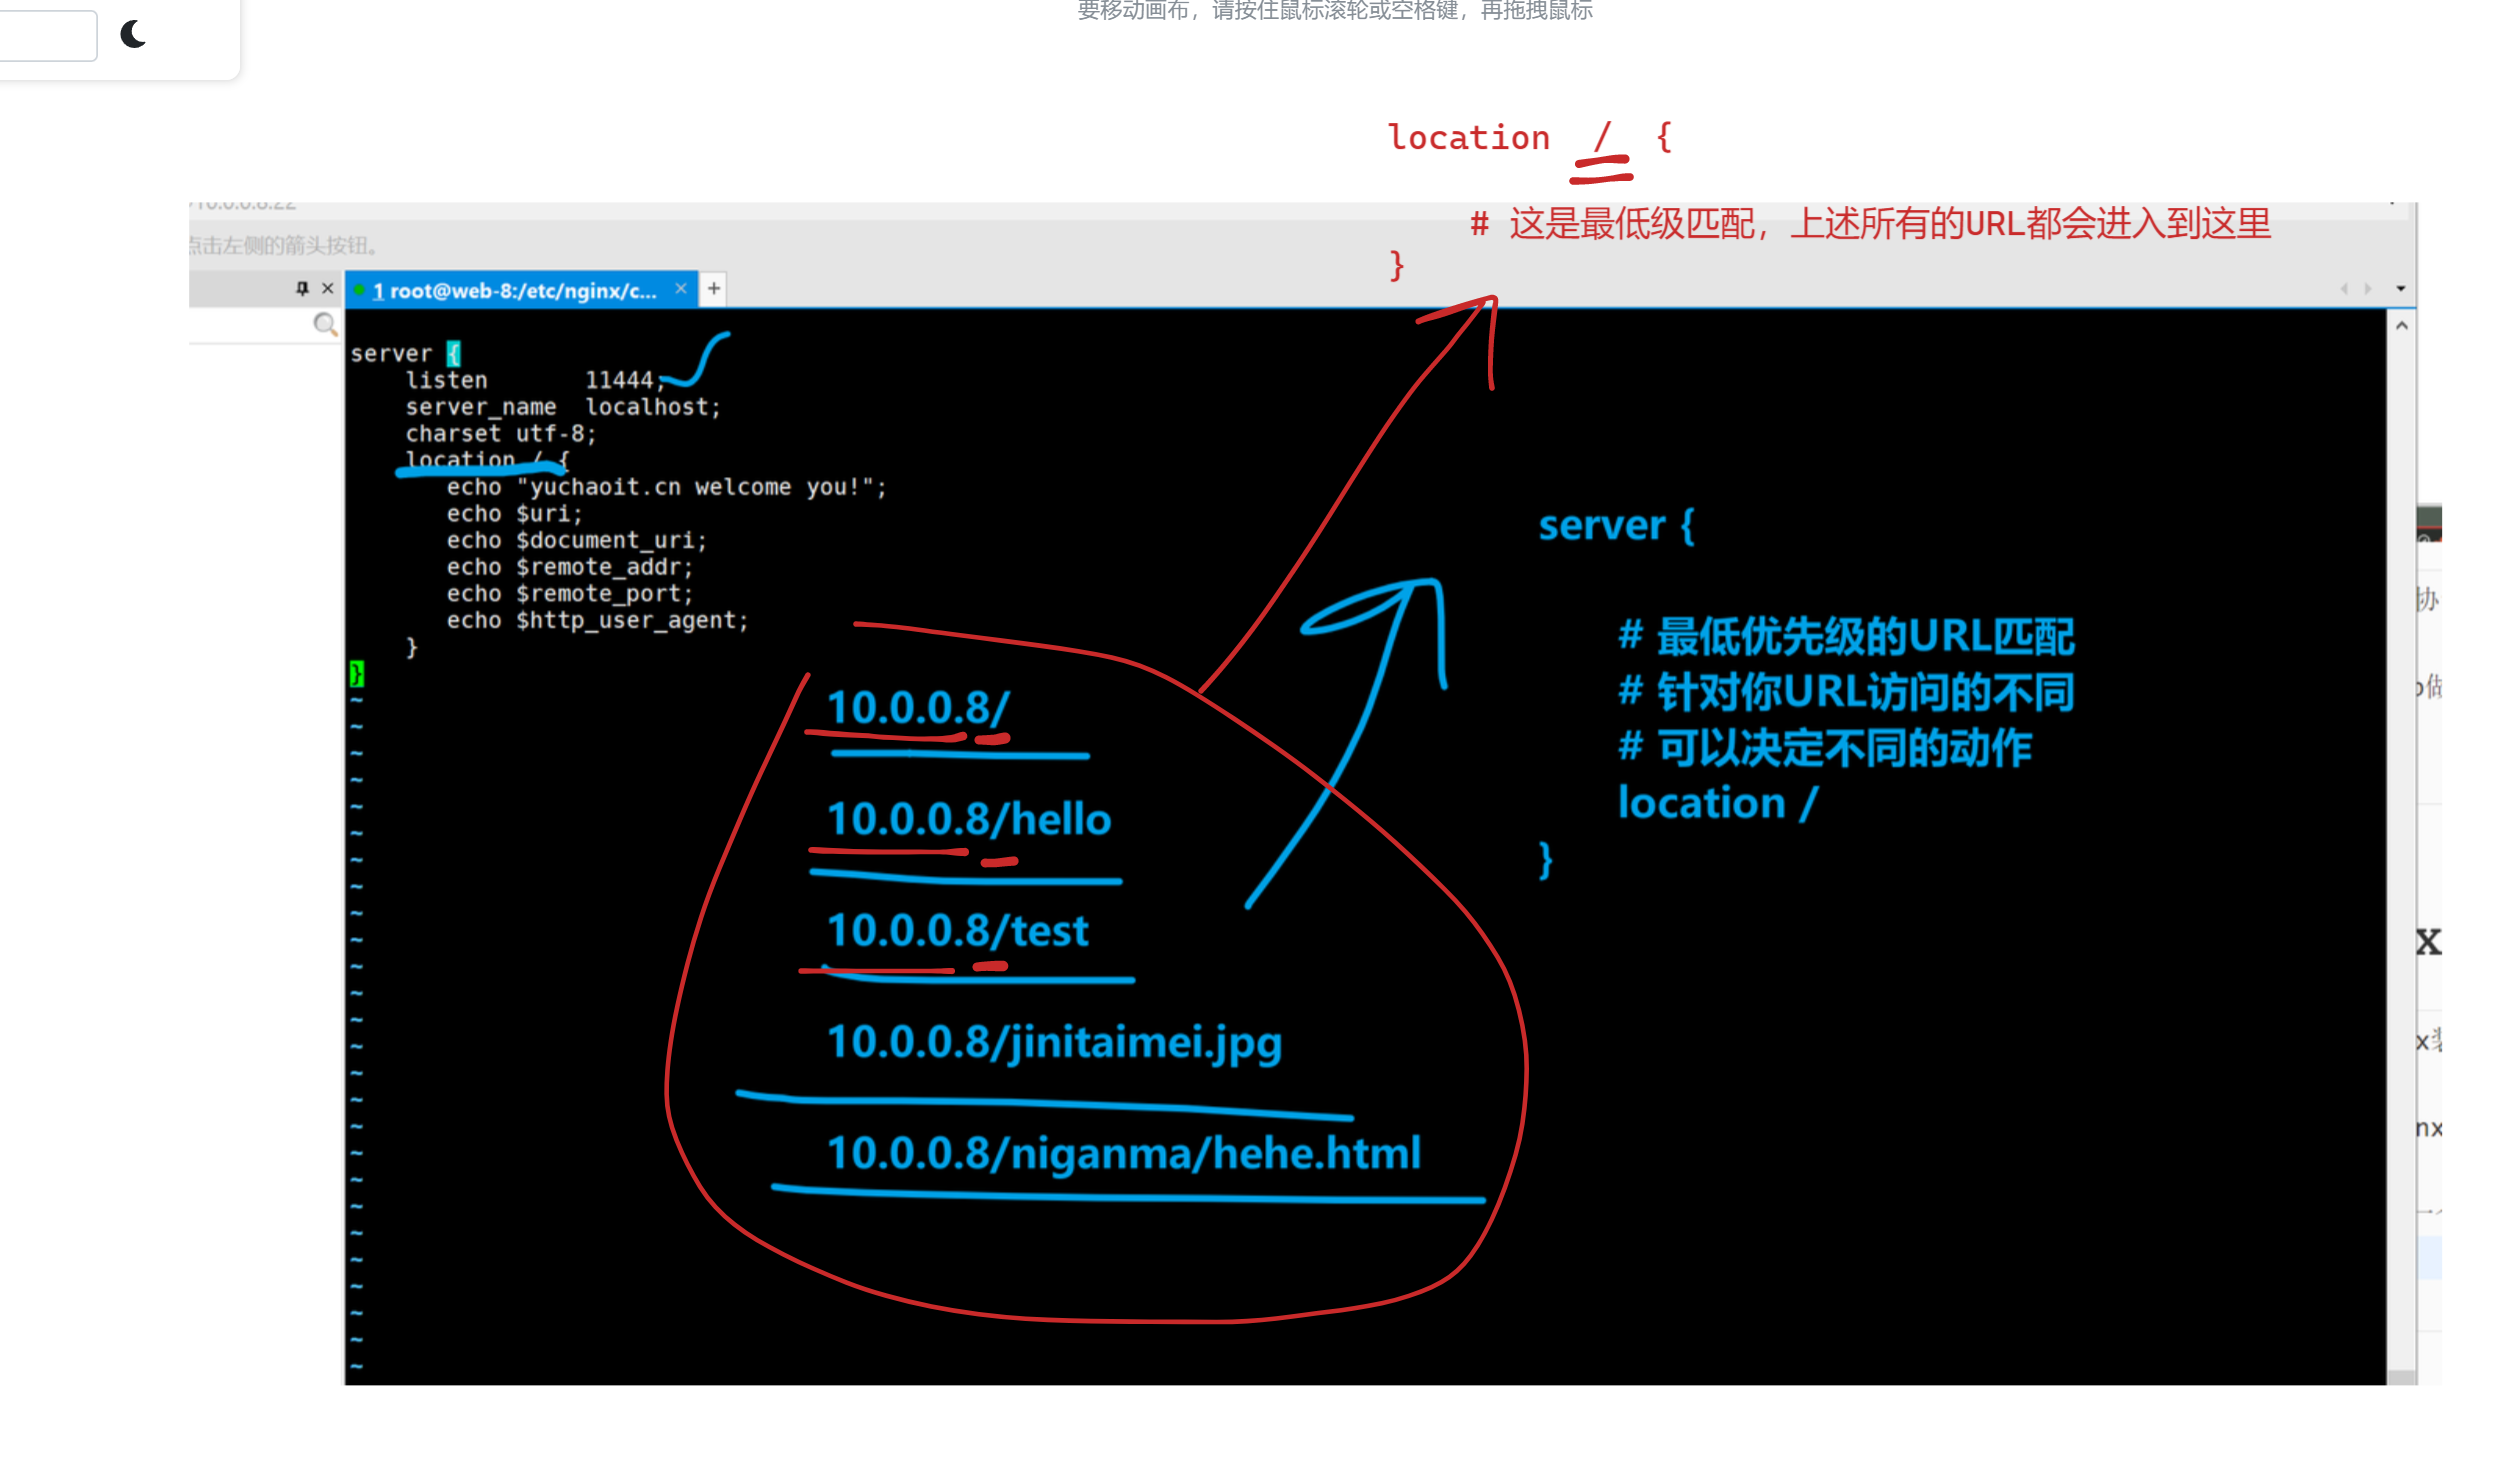 要移动画布，请按住鼠标滚轮或空格键，再拖拽鼠标
location / {
# 这是最低级匹配，上述所有的URL都会进入到这里
}
点击左侧的箭头按钮。
1 root@web-8:/etc/nginx/c...
server {
listen 11444;
server_name localhost;
charset utf-8;
location / {
echo "yuchaoit.cn welcome you!";
echo $uri;
echo $document_uri;
echo $remote_addr;
echo $remote_port;
echo $http_user_agent;
}
}
10.0.0.8/
10.0.0.8/hello
10.0.0.8/test
10.0.0.8/jinitaimei.jpg
10.0.0.8/niganma/hehe.html
server {
# 最低优先级的URL匹配
# 针对你URL访问的不同
# 可以决定不同的动作
location /
}
协
x
nx